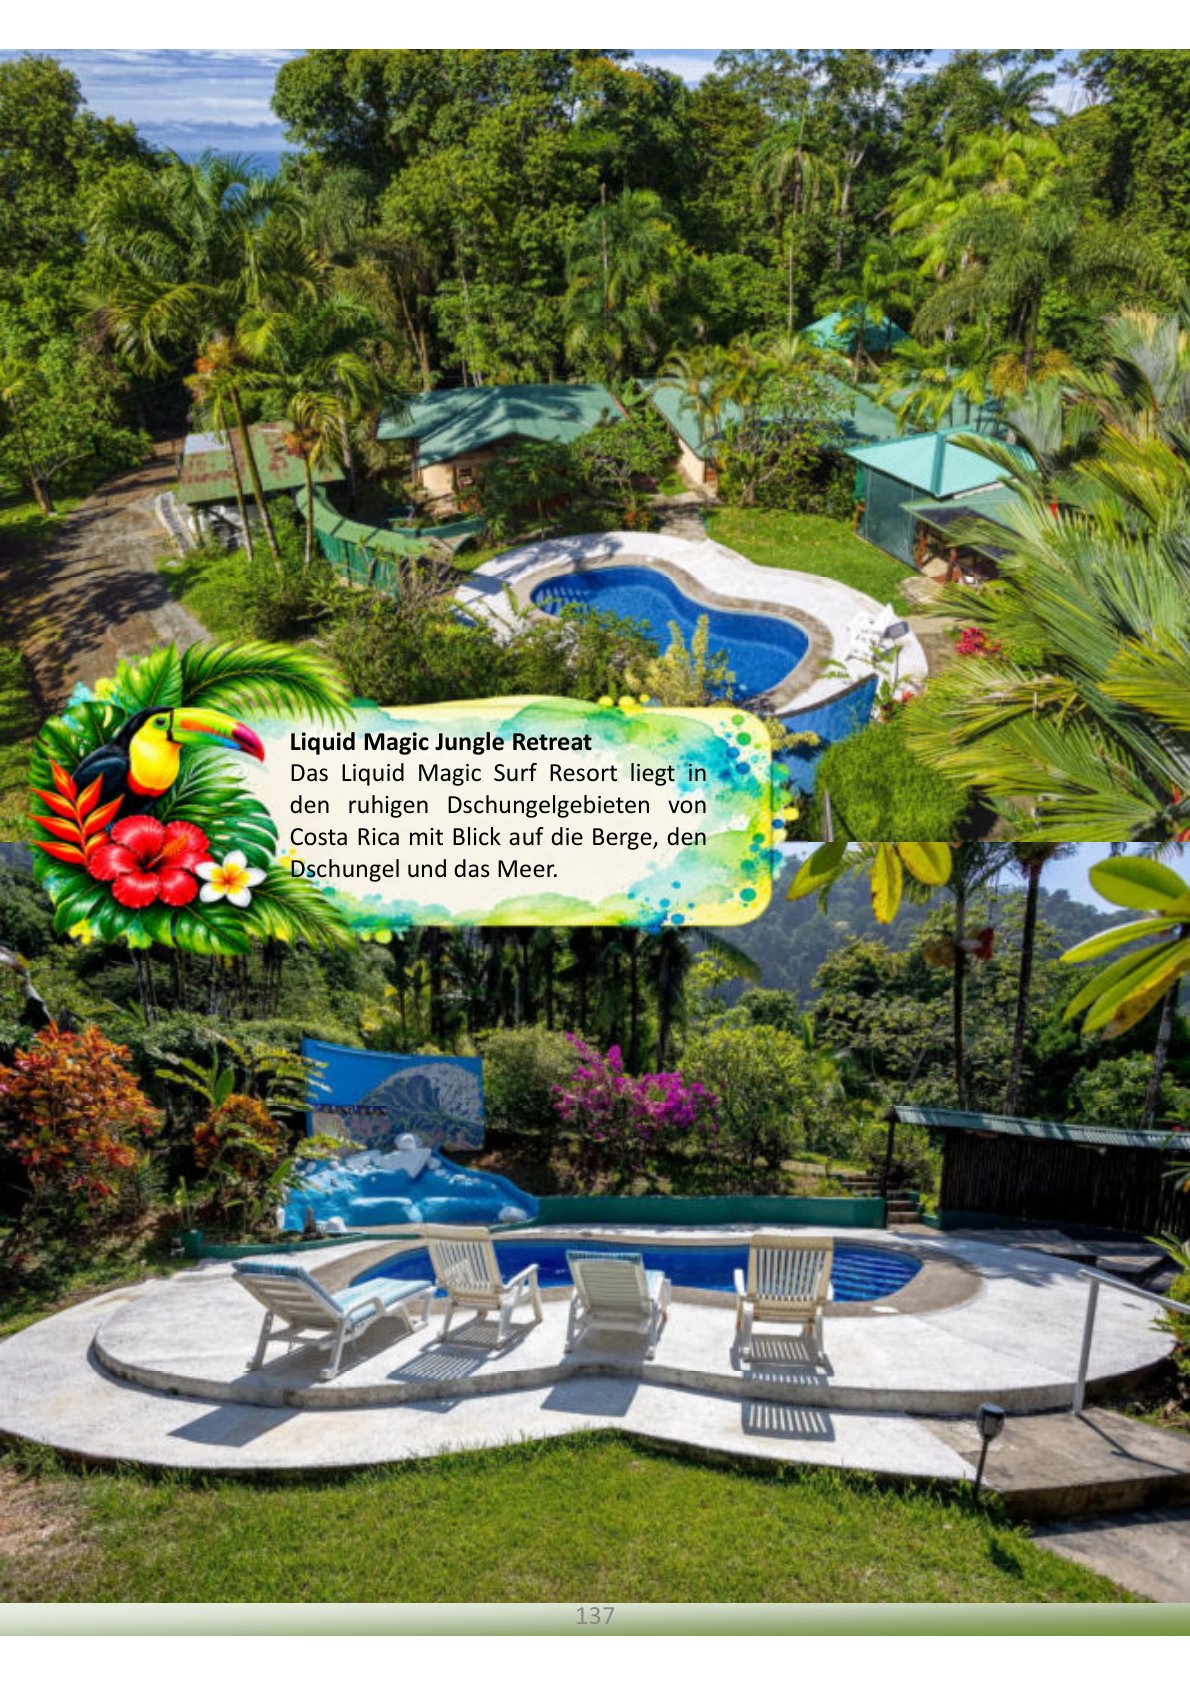 Liquid Magic Jungle Retreat
Das Liquid Magic Surf Resort liegt in
den ruhigen Dschungelgebieten von
Costa Rica mit Blick auf die Berge, den
Dschungel und das Meer.
137